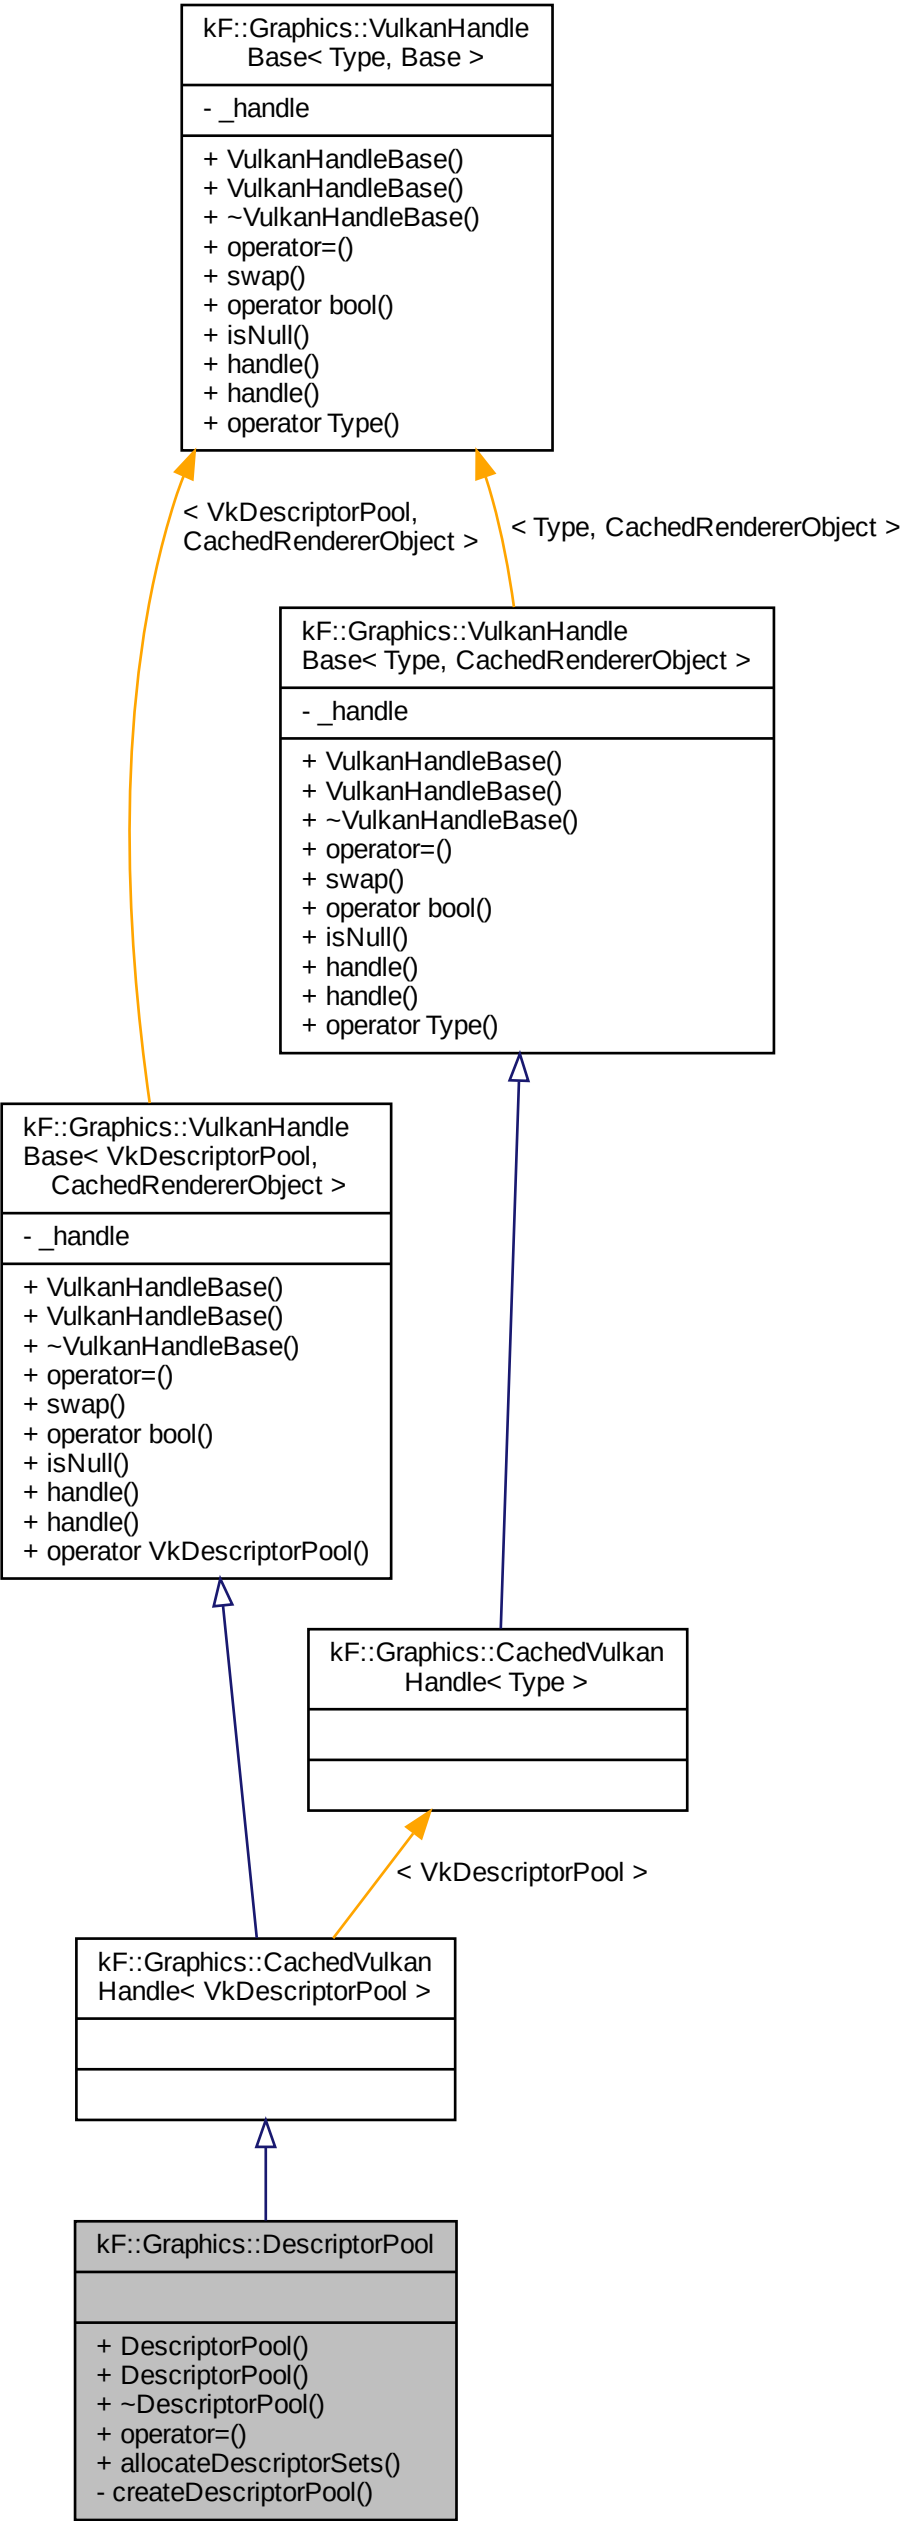 kF::Graphics::VulkanHandle
Base< Type, Base >
- _handle
+ VulkanHandleBase()
+ VulkanHandleBase()
+ ~VulkanHandleBase()
+ operator=()
+ swap()
+ operator bool()
+ isNull()
+ handle()
+ handle()
+ operator Type()
< VkDescriptorPool,
CachedRendererObject >
< Type, CachedRendererObject >
kF::Graphics::VulkanHandle
Base< Type, CachedRendererObject >
- _handle
+ VulkanHandleBase()
+ VulkanHandleBase()
+ ~VulkanHandleBase()
+ operator=()
+ swap()
+ operator bool()
+ isNull()
+ handle()
+ handle()
+ operator Type()
kF::Graphics::VulkanHandle
Base< VkDescriptorPool,
CachedRendererObject >
- _handle
+ VulkanHandleBase()
+ VulkanHandleBase()
+ ~VulkanHandleBase()
+ operator=()
+ swap()
+ operator bool()
+ isNull()
+ handle()
+ handle()
+ operator VkDescriptorPool()
kF::Graphics::CachedVulkan
Handle< Type >
< VkDescriptorPool >
kF::Graphics::CachedVulkan
Handle< VkDescriptorPool >
kF::Graphics::DescriptorPool
+ DescriptorPool()
+ DescriptorPool()
+ ~DescriptorPool()
+ operator=()
+ allocateDescriptorSets()
- createDescriptorPool()